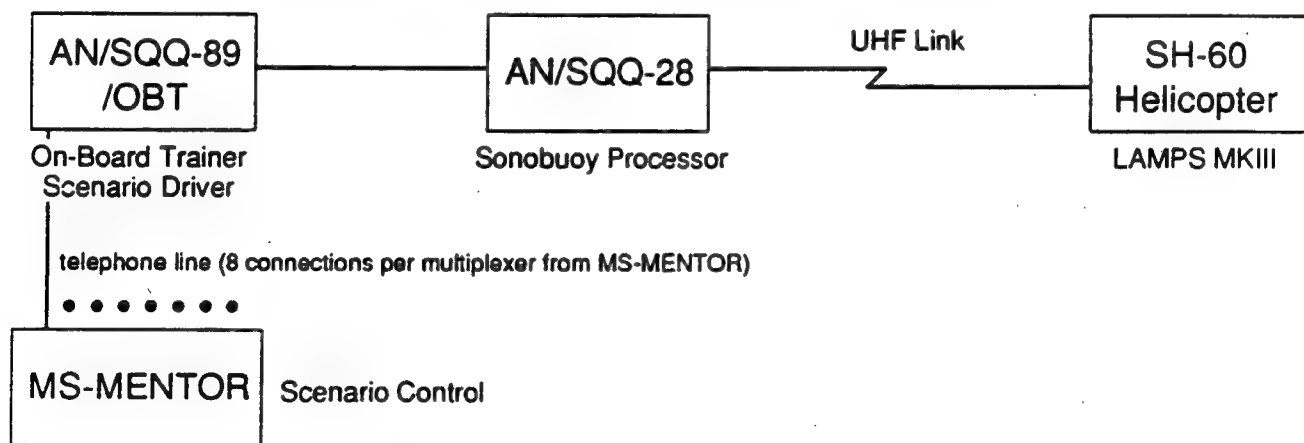 AN/SQQ-89
/OBT
On-Board Trainer
Scenario Driver
AN/SQQ-28
Sonobuoy Processor
UHF Link
SH-60
Helicopter
LAMPS MKIII
telephone line (8 connections per multiplexer from MS-MENTOR)
MS-MENTOR
Scenario Control